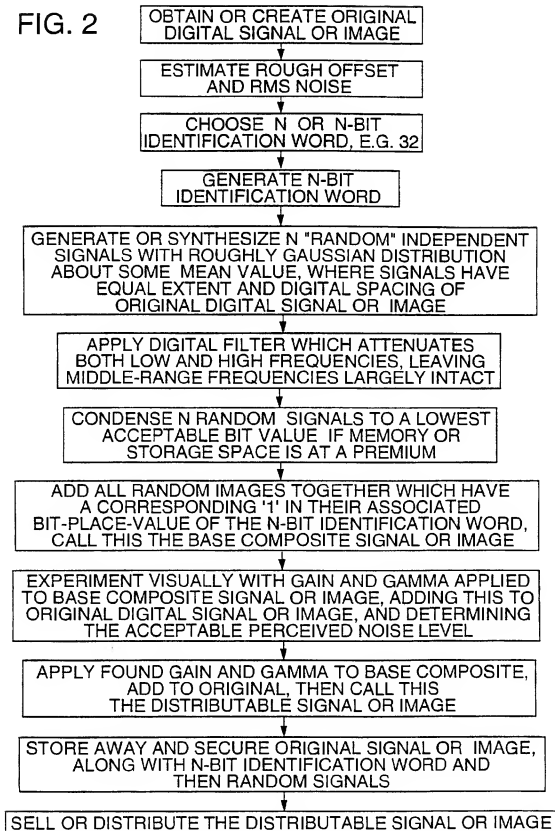 FIG. 2
OBTAIN OR CREATE ORIGINAL
DIGITAL SIGNAL OR IMAGE
ESTIMATE ROUGH OFFSET
AND RMS NOISE
CHOOSE N OR N-BIT
IDENTIFICATION WORD, E.G. 32
GENERATE N-BIT
IDENTIFICATION WORD
GENERATE OR SYNTHESIZE N "RANDOM" INDEPENDENT
SIGNALS WITH ROUGHLY GAUSSIAN DISTRIBUTION
ABOUT SOME MEAN VALUE, WHERE SIGNALS HAVE
EQUAL EXTENT AND DIGITAL SPACING OF
ORIGINAL DIGITAL SIGNAL OR IMAGE
APPLY DIGITAL FILTER WHICH ATTENUATES
BOTH LOW AND HIGH FREQUENCIES, LEAVING
MIDDLE-RANGE FREQUENCIES LARGELY INTACT
CONDENSE N RANDOM SIGNALS TO A LOWEST
ACCEPTABLE BIT VALUE IF MEMORY OR
STORAGE SPACE IS AT A PREMIUM
ADD ALL RANDOM IMAGES TOGETHER WHICH HAVE
A CORRESPONDING '1' IN THEIR ASSOCIATED
BIT-PLACE-VALUE OF THE N-BIT IDENTIFICATION WORD,
CALL THIS THE BASE COMPOSITE SIGNAL OR IMAGE
EXPERIMENT VISUALLY WITH GAIN AND GAMMA APPLIED
TO BASE COMPOSITE SIGNAL OR IMAGE, ADDING THIS TO
ORIGINAL DIGITAL SIGNAL OR IMAGE, AND DETERMINING
THE ACCEPTABLE PERCEIVED NOISE LEVEL
APPLY FOUND GAIN AND GAMMA TO BASE COMPOSITE,
ADD TO ORIGINAL, THEN CALL THIS
THE DISTRIBUTABLE SIGNAL OR IMAGE
STORE AWAY AND SECURE ORIGINAL SIGNAL OR IMAGE,
ALONG WITH N-BIT IDENTIFICATION WORD AND
THEN RANDOM SIGNALS
SELL OR DISTRIBUTE THE DISTRIBUTABLE SIGNAL OR IMAGE